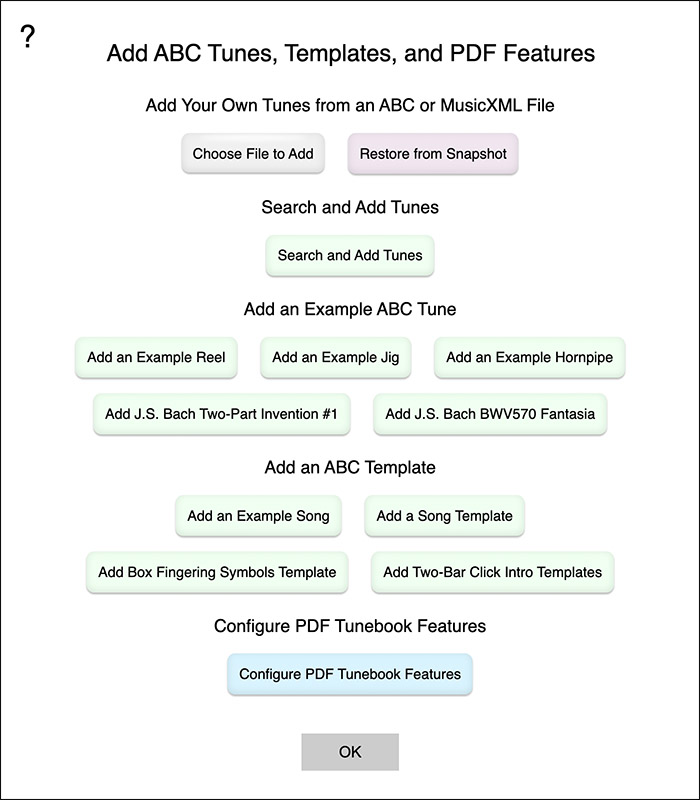 ?
Add ABC Tunes, Templates, and PDF Features
Add Your Own Tunes from an ABC or MusicXML File
Choose File to Add Restore from Snapshot
Search and Add Tunes
Search and Add Tunes
Add an Example ABC Tune
Add an Example Reel Add an Example Jig Add an Example Hornpipe
Add J.S. Bach Two-Part Invention #1 Add J.S. Bach BWV570 Fantasia
Add an ABC Template
Add an Example Song Add a Song Template
Add Box Fingering Symbols Template Add Two-Bar Click Intro Templates
Configure PDF Tunebook Features
Configure PDF Tunebook Features
OK